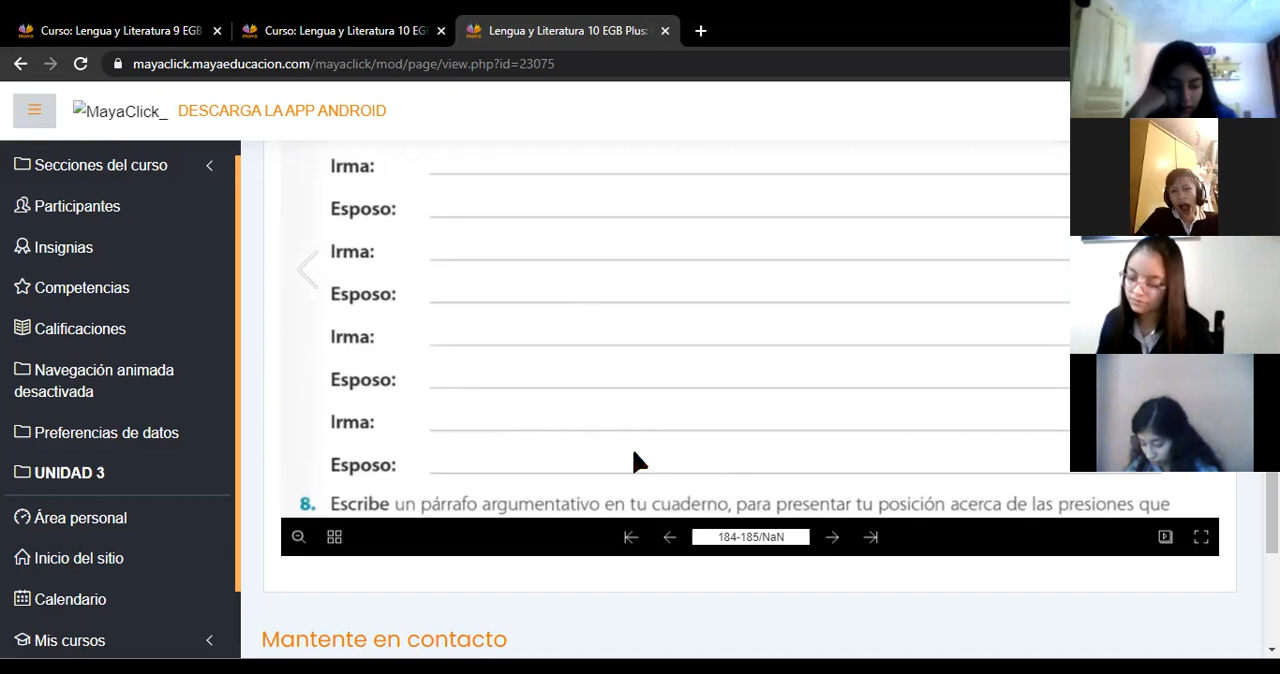 Curso: Lengua y Literatura 9 EGB
Curso: Lengua y Literatura 10 EG
Lengua y Literatura 10 EGB Plus:
mayaclick.mayaeducacion.com/mayaclick/mod/page/view.php?id=23075
MayaClick_ DESCARGA LA APP ANDROID
Secciones del curso
Participantes
Insignias
Competencias
Calificaciones
Navegación animada
desactivada
Preferencias de datos
UNIDAD 3
Área personal
Inicio del sitio
Calendario
Mis cursos
Irma:
Esposo:
Irma:
Esposo:
Irma:
Esposo:
Irma:
Esposo:
8. Escribe un párrafo argumentativo en tu cuaderno, para presentar tu posición acerca de las presiones que
184-185/NaN
Mantente en contacto